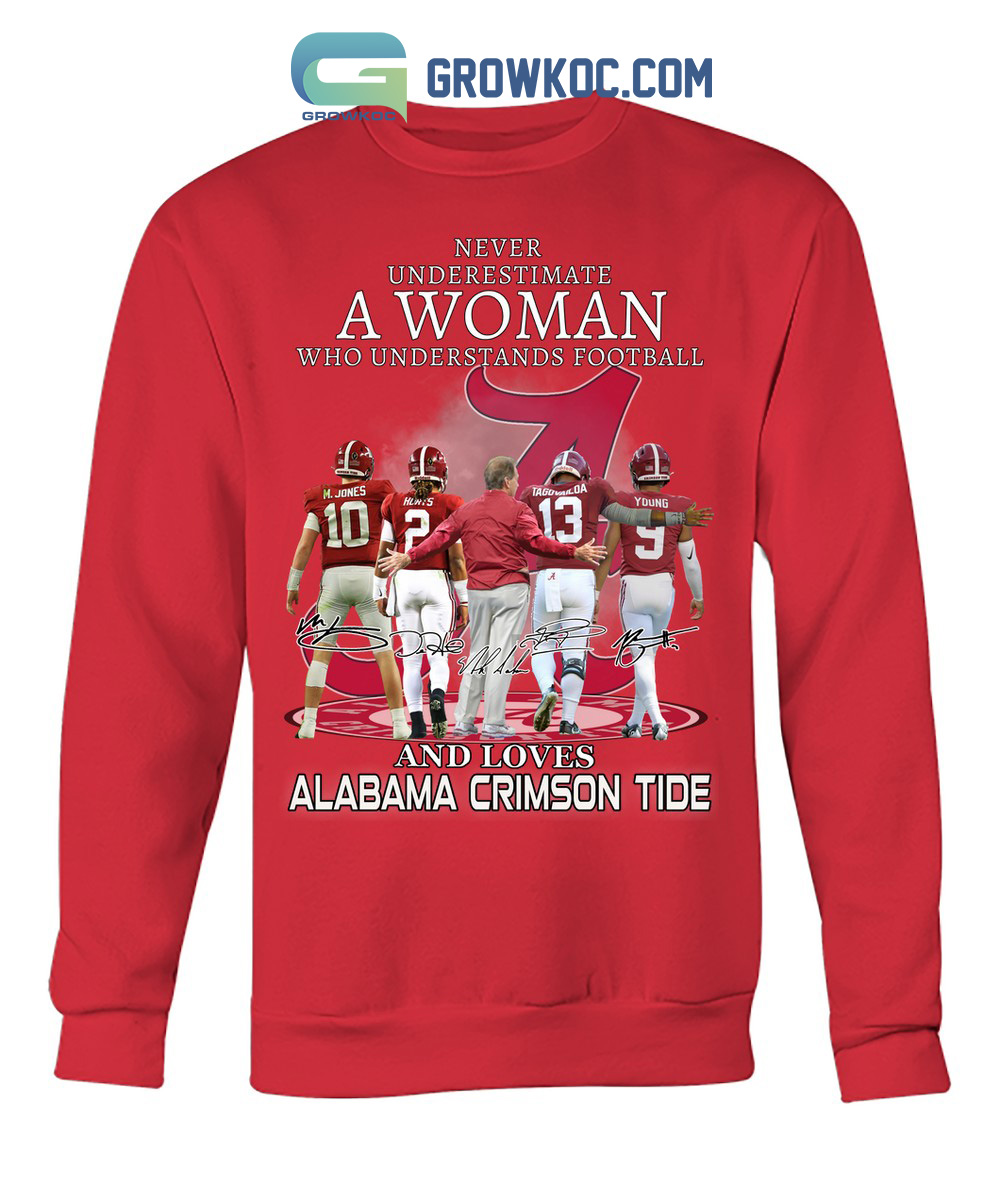 GROWKOC.COM
GROWKOC
NEVER
UNDERESTIMATE
A WOMAN
WHO UNDERSTANDS FOOTBALL
M. JONES
HURTS
TAGOVAILOA
YOUNG
10
2
13
9
A
AND LOVES
ALABAMA CRIMSON TIDE